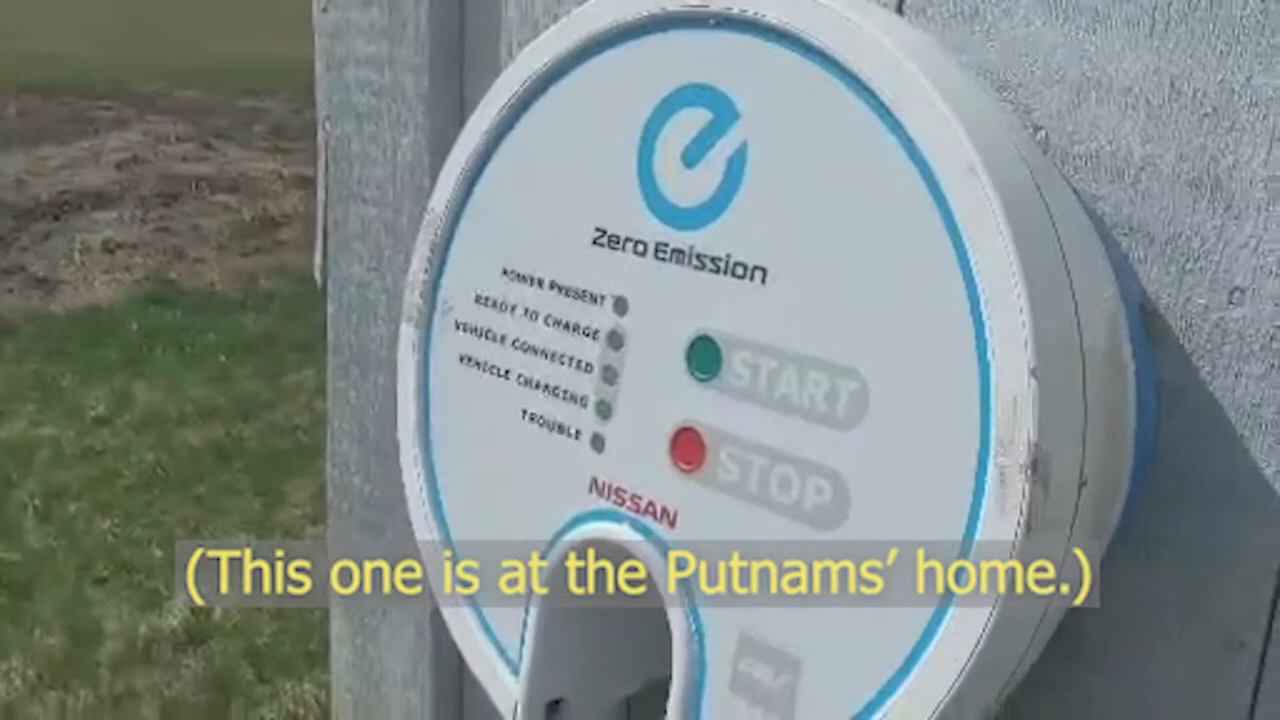 Zero Emission
POWER PRESENT
READY TO CHARGE
VEHICLE CONNECTED
VEHICLE CHARGING
TROUBLE
START
STOP
NISSAN
(This one is at the Putnams’ home.)